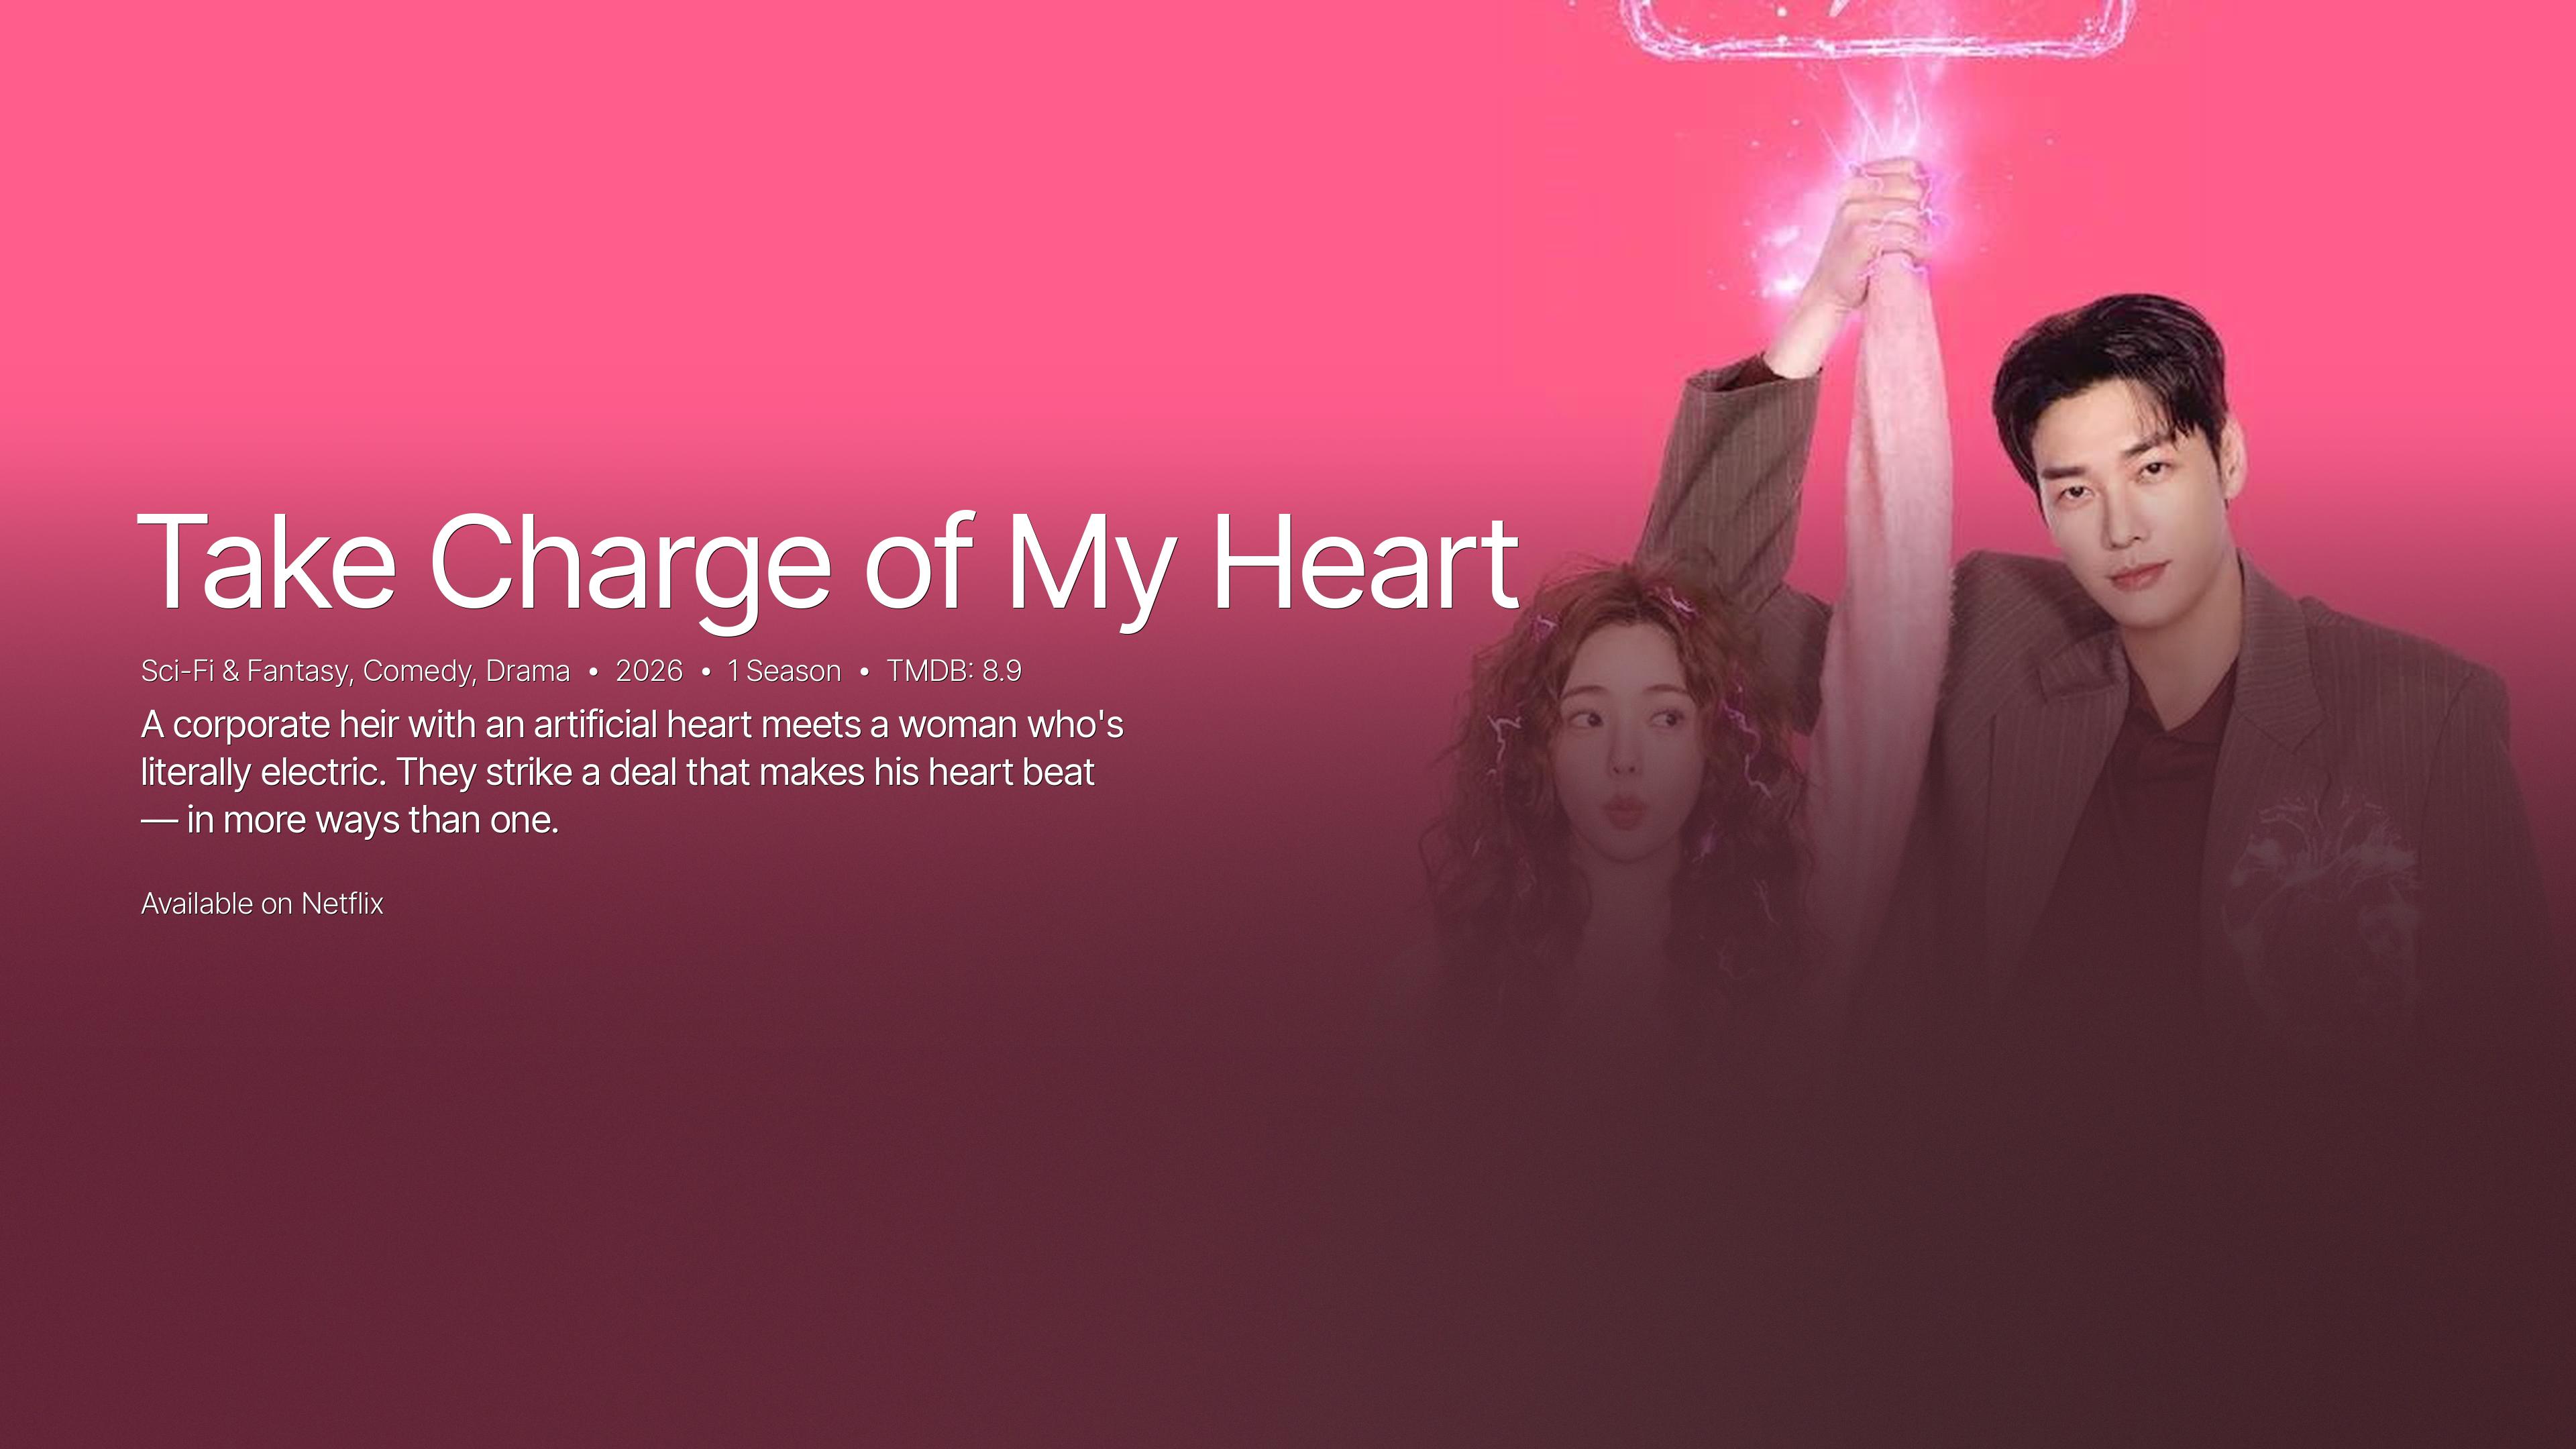 Take Charge of My Heart
Sci-Fi & Fantasy, Comedy, Drama • 2026 • 1 Season • TMDB: 8.9
A corporate heir with an artificial heart meets a woman who's
literally electric. They strike a deal that makes his heart beat
— in more ways than one.
Available on Netflix